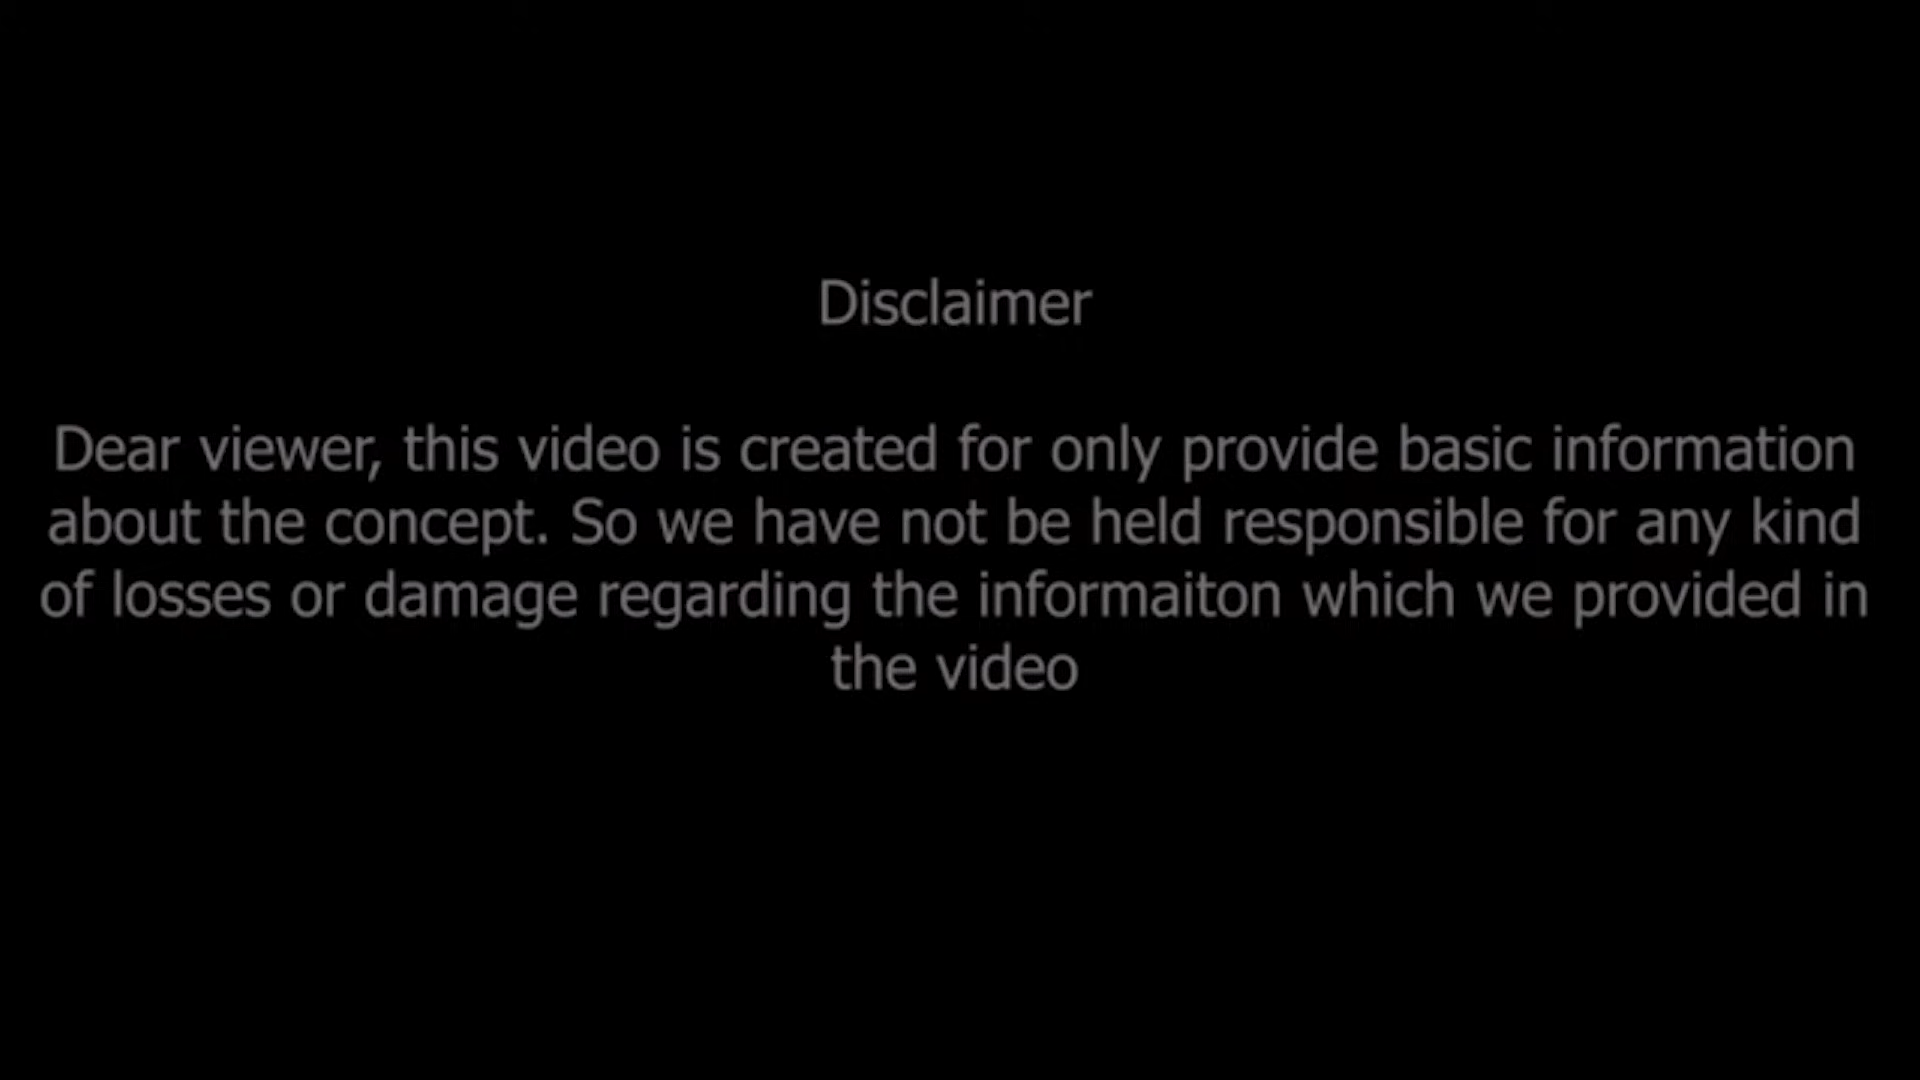 Disclaimer
Dear viewer, this video is created for only provide basic information
about the concept. So we have not be held responsible for any kind
of losses or damage regarding the informaiton which we provided in
the video